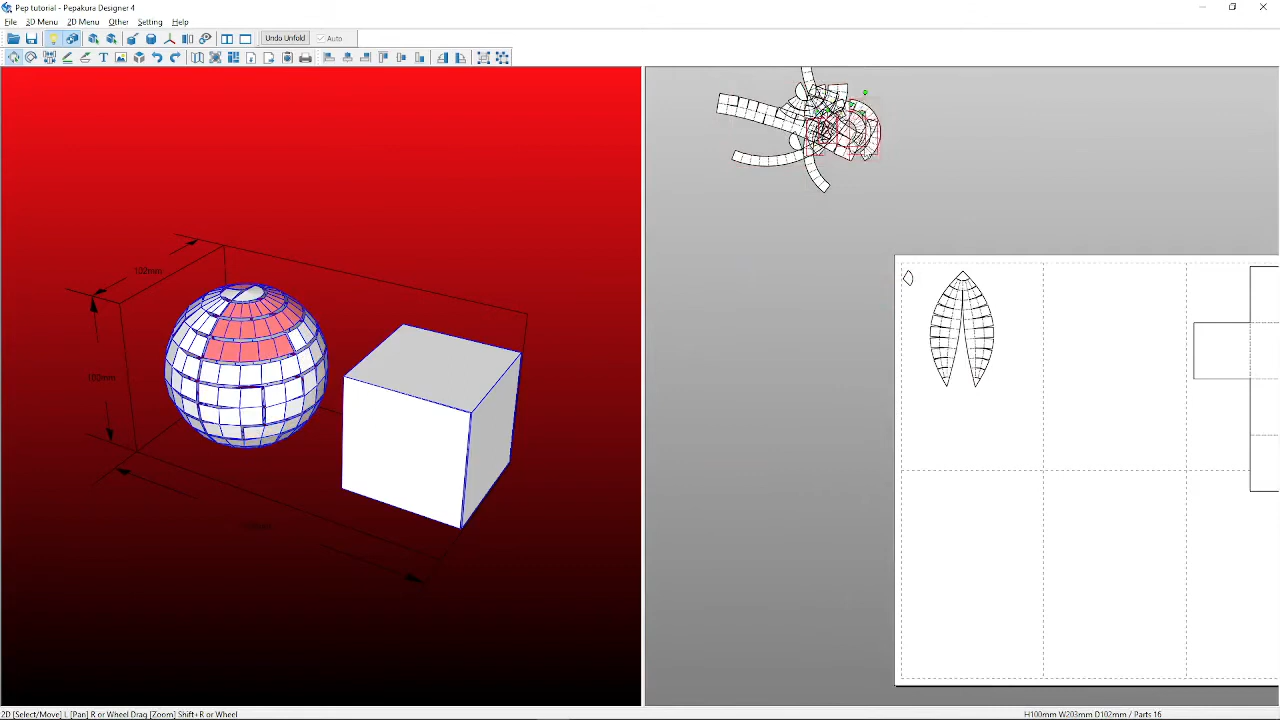 Pep tutorial - Pepakura Designer 4
File 3D Menu 2D Menu Other Setting Help
Undo Unfold Auto
102mm
100mm
2D [Select/Move] L [Pan] R or Wheel Drag [Zoom] Shift+R or Wheel
H100mm W203mm D102mm / Parts 16